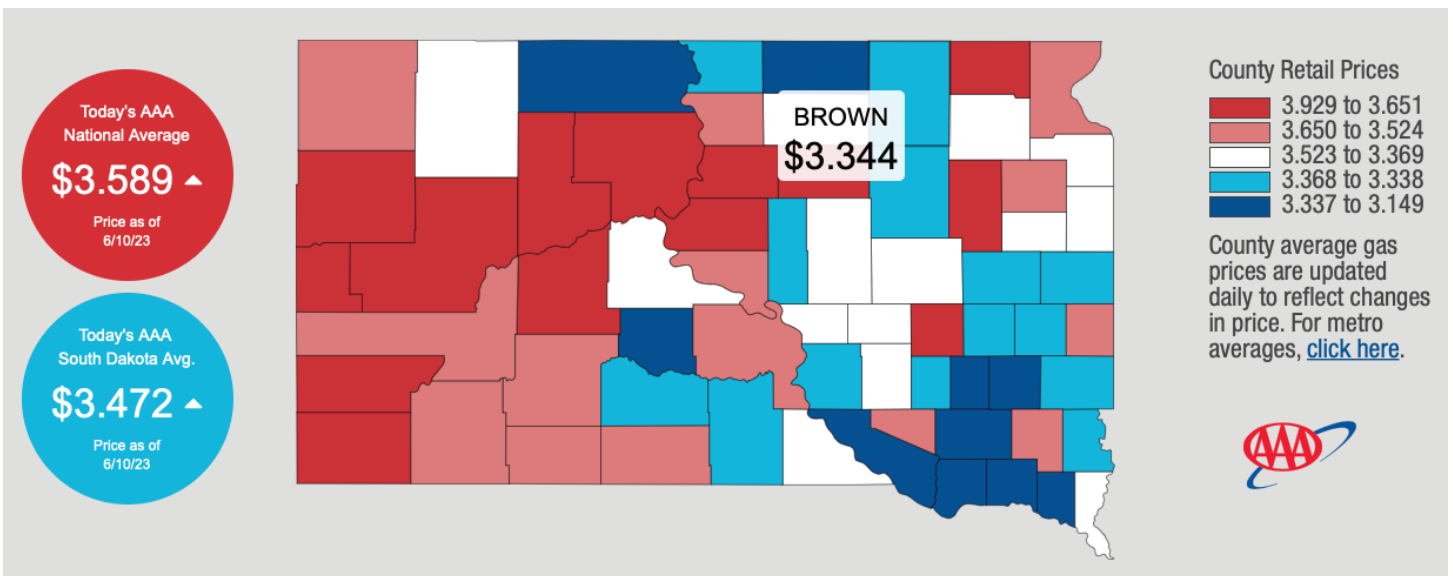 Today's AAA
National Average
$3.589
Price as of
6/10/23
Today's AAA
South Dakota Avg.
$3.472
Price as of
6/10/23
BROWN
$3.344
County Retail Prices
3.929 to 3.651
3.650 to 3.524
3.523 to 3.369
3.368 to 3.338
3.337 to 3.149
County average gas
prices are updated
daily to reflect changes
in price. For metro
averages, click here.
AAA